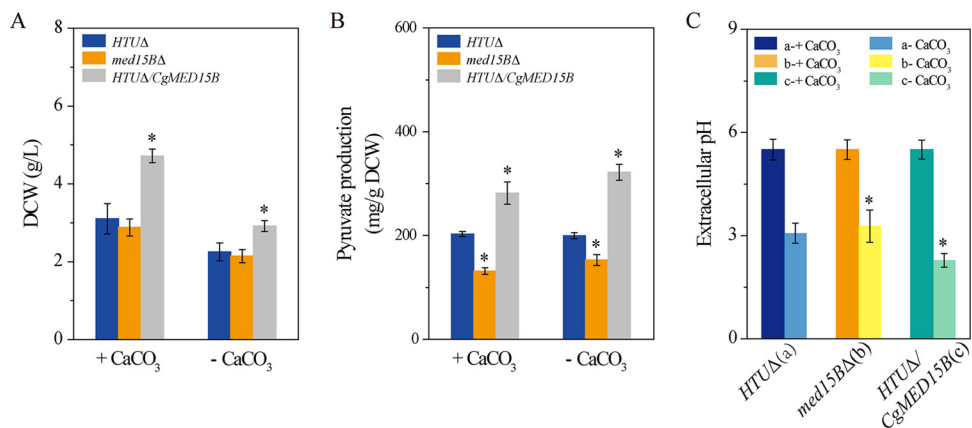 A
8
6
4
2
0
DCW (g/L)
HTUΔ
med15BΔ
HTUΔ/CgMED15B
*
*
+ CaCO3
- CaCO3
B
600
400
200
0
Pyruvate production
(mg/g DCW)
HTUΔ
med15BΔ
HTUΔ/CgMED15B
*
*
*
*
+ CaCO3
- CaCO3
C
9
6
3
0
Extracellular pH
a-+ CaCO3
a- CaCO3
b-+ CaCO3
b- CaCO3
c-+ CaCO3
c- CaCO3
*
*
HTUΔ(a)
med15BΔ(b)
HTUΔ/
CgMED15B(c)